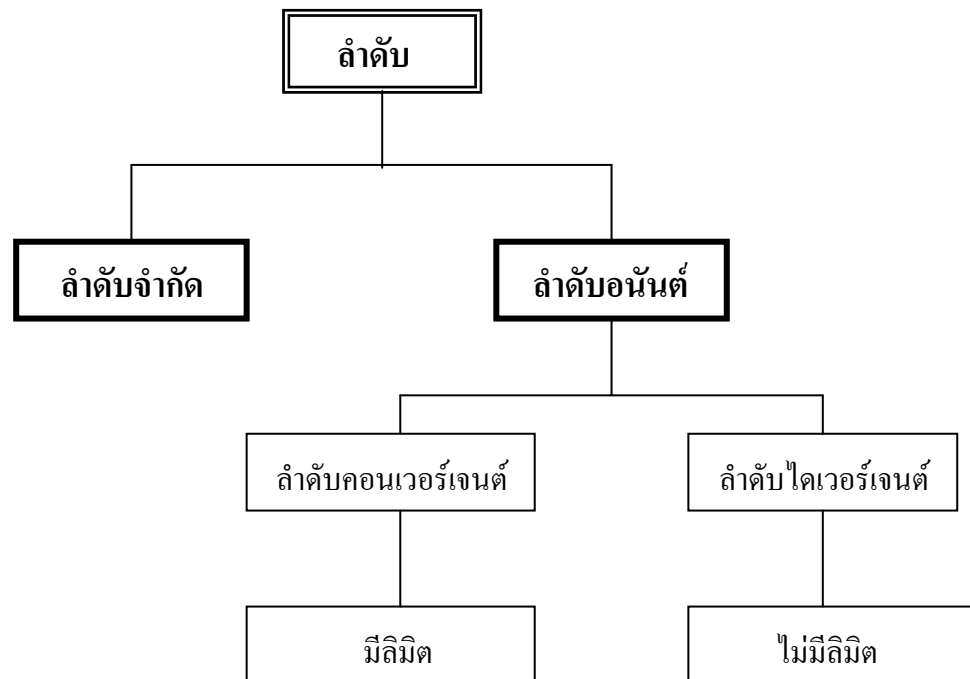 ลำดับ
ลำดับจำกัด
ลำดับอนันต์
ลำดับคอนเวอร์เจนต์
ลำดับไดเวอร์เจนต์
มีลิมิต
ไม่มีลิมิต